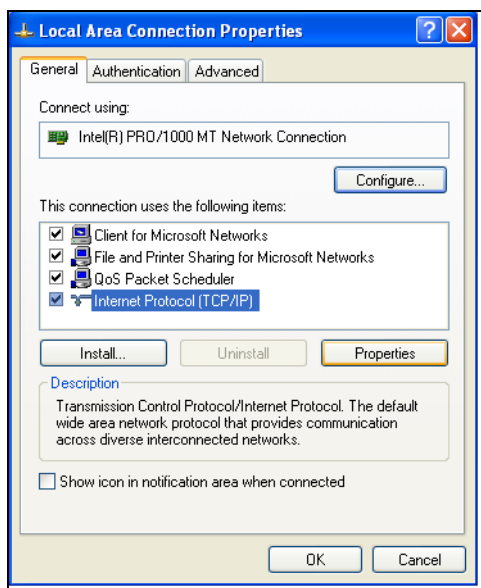 Local Area Connection Properties
General Authentication Advanced
Connect using:
Intel(R) PRO/1000 MT Network Connection
Configure...
This connection uses the following items:
Client for Microsoft Networks
File and Printer Sharing for Microsoft Networks
QoS Packet Scheduler
Internet Protocol (TCP/IP)
Install... Uninstall Properties
Description
Transmission Control Protocol/Internet Protocol. The default
wide area network protocol that provides communication
across diverse interconnected networks.
Show icon in notification area when connected
OK Cancel